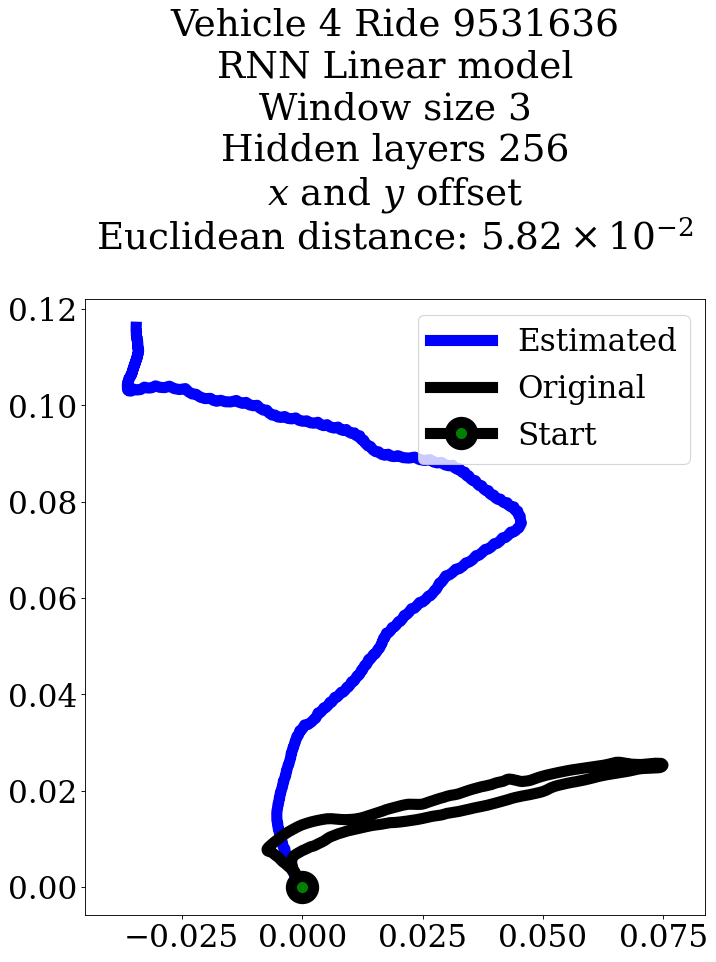 Vehicle 4 Ride 9531636
RNN Linear model
Window size 3
Hidden layers 256
x and y offset
Euclidean distance: 5.82 × 10⁻²
Estimated
Original
Start
0.12
0.10
0.08
0.06
0.04
0.02
0.00
−0.025 0.000 0.025 0.050 0.075